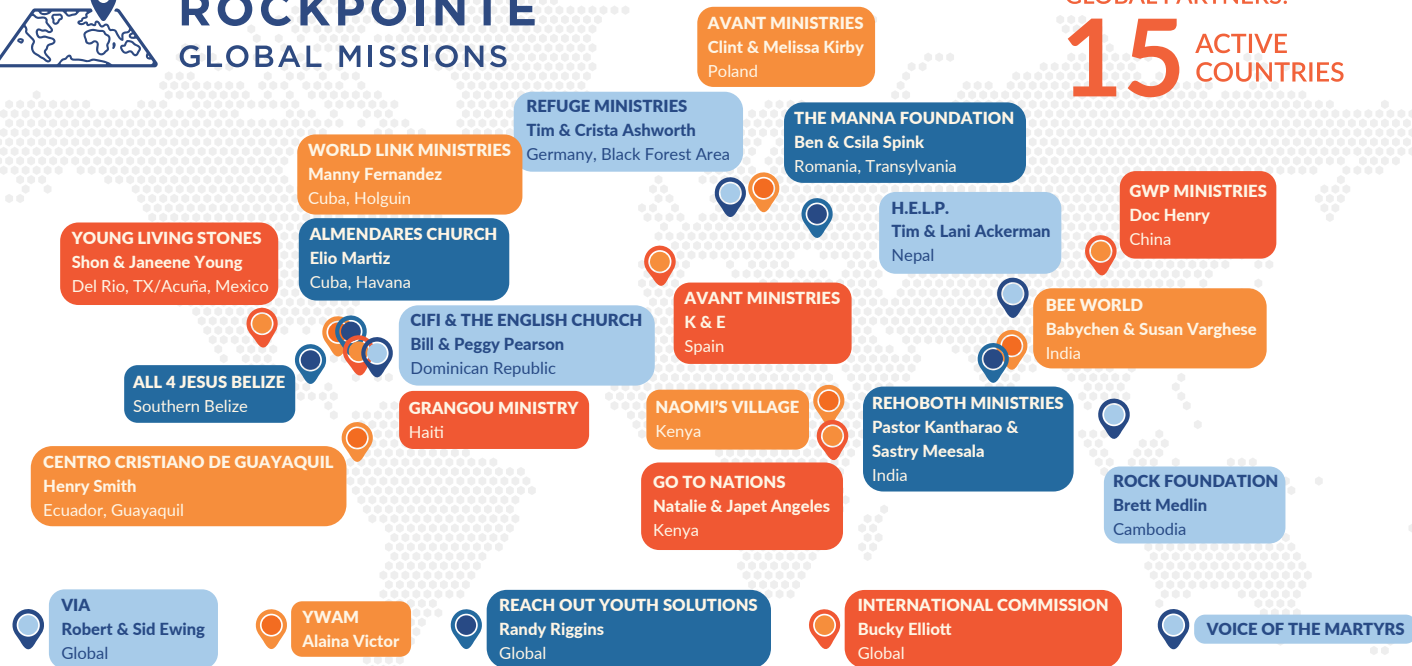 ROCKPOINTE
GLOBAL MISSIONS
GLOBAL PARTNERS:
15 ACTIVE
COUNTRIES
AVANT MINISTRIES
Clint & Melissa Kirby
Poland
REFUGE MINISTRIES
Tim & Crista Ashworth
Germany, Black Forest Area
THE MANNA FOUNDATION
Ben & Csila Spink
Romania, Transylvania
WORLD LINK MINISTRIES
Manny Fernandez
Cuba, Holguin
GWP MINISTRIES
Doc Henry
China
H.E.L.P.
Tim & Lani Ackerman
Nepal
YOUNG LIVING STONES
Shon & Janeene Young
Del Rio, TX/Acuña, Mexico
ALMENDARES CHURCH
Elio Martiz
Cuba, Havana
AVANT MINISTRIES
K & E
Spain
BEE WORLD
Babychen & Susan Varghese
India
CIFI & THE ENGLISH CHURCH
Bill & Peggy Pearson
Dominican Republic
ALL 4 JESUS BELIZE
Southern Belize
GRANGOU MINISTRY
Haiti
NAOMI'S VILLAGE
Kenya
REHOBOTH MINISTRIES
Pastor Kantharao &
Sastry Meesala
India
CENTRO CRISTIANO DE GUAYAQUIL
Henry Smith
Ecuador, Guayaquil
GO TO NATIONS
Natalie & Japet Angeles
Kenya
ROCK FOUNDATION
Brett Medlin
Cambodia
VIA
Robert & Sid Ewing
Global
YWAM
Alaina Victor
REACH OUT YOUTH SOLUTIONS
Randy Riggins
Global
INTERNATIONAL COMMISSION
Bucky Elliott
Global
VOICE OF THE MARTYRS